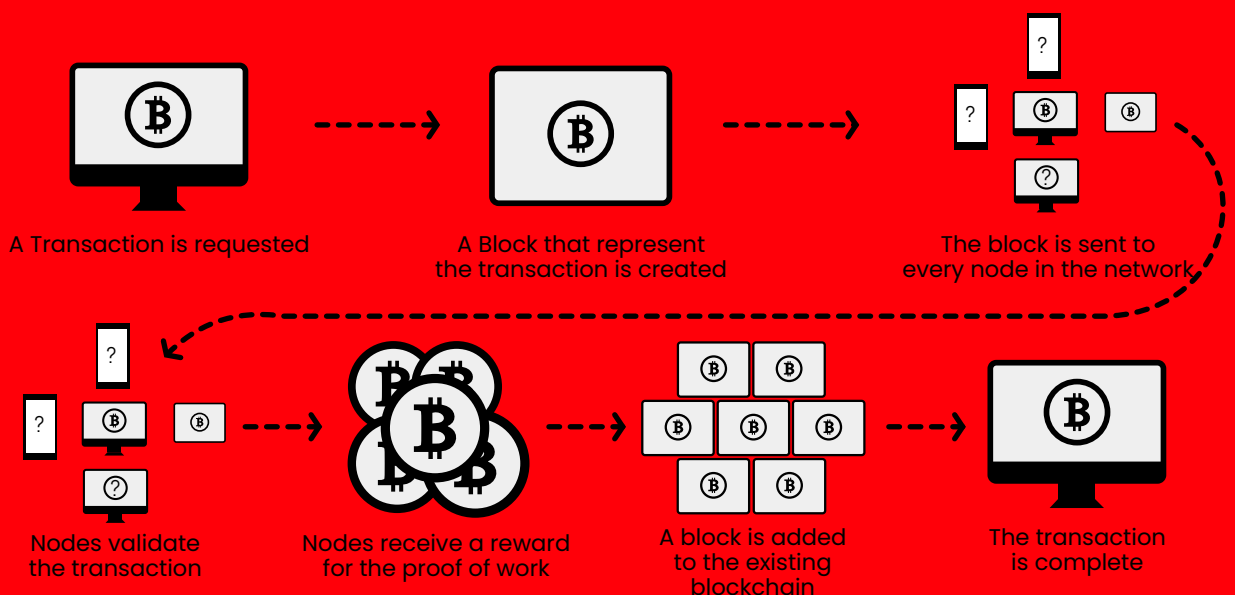 ?
?
?
A Transaction is requested
A Block that represent
the transaction is created
The block is sent to
every node in the network
?
?
?
Nodes validate
the transaction
Nodes receive a reward
for the proof of work
A block is added
to the existing
blockchain
The transaction
is complete